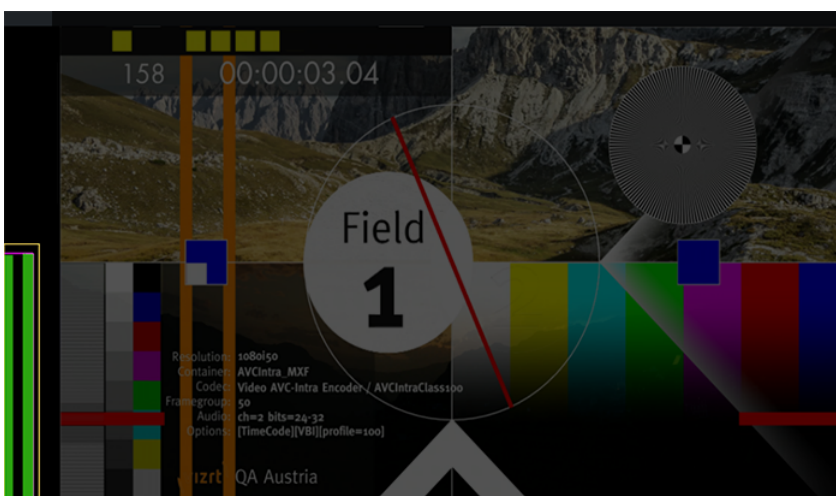 158 00:00:03.04
Field
1
Resolution: 1080i50
Container: AVCIntra_MXF
Codec: Video AVC-Intra Encoder / AVCIntraClass100
Framegroup: 50
Audio: ch=2 bits=24-32
Options: [TimeCode][VBI][profile=100]
vizrt QA Austria